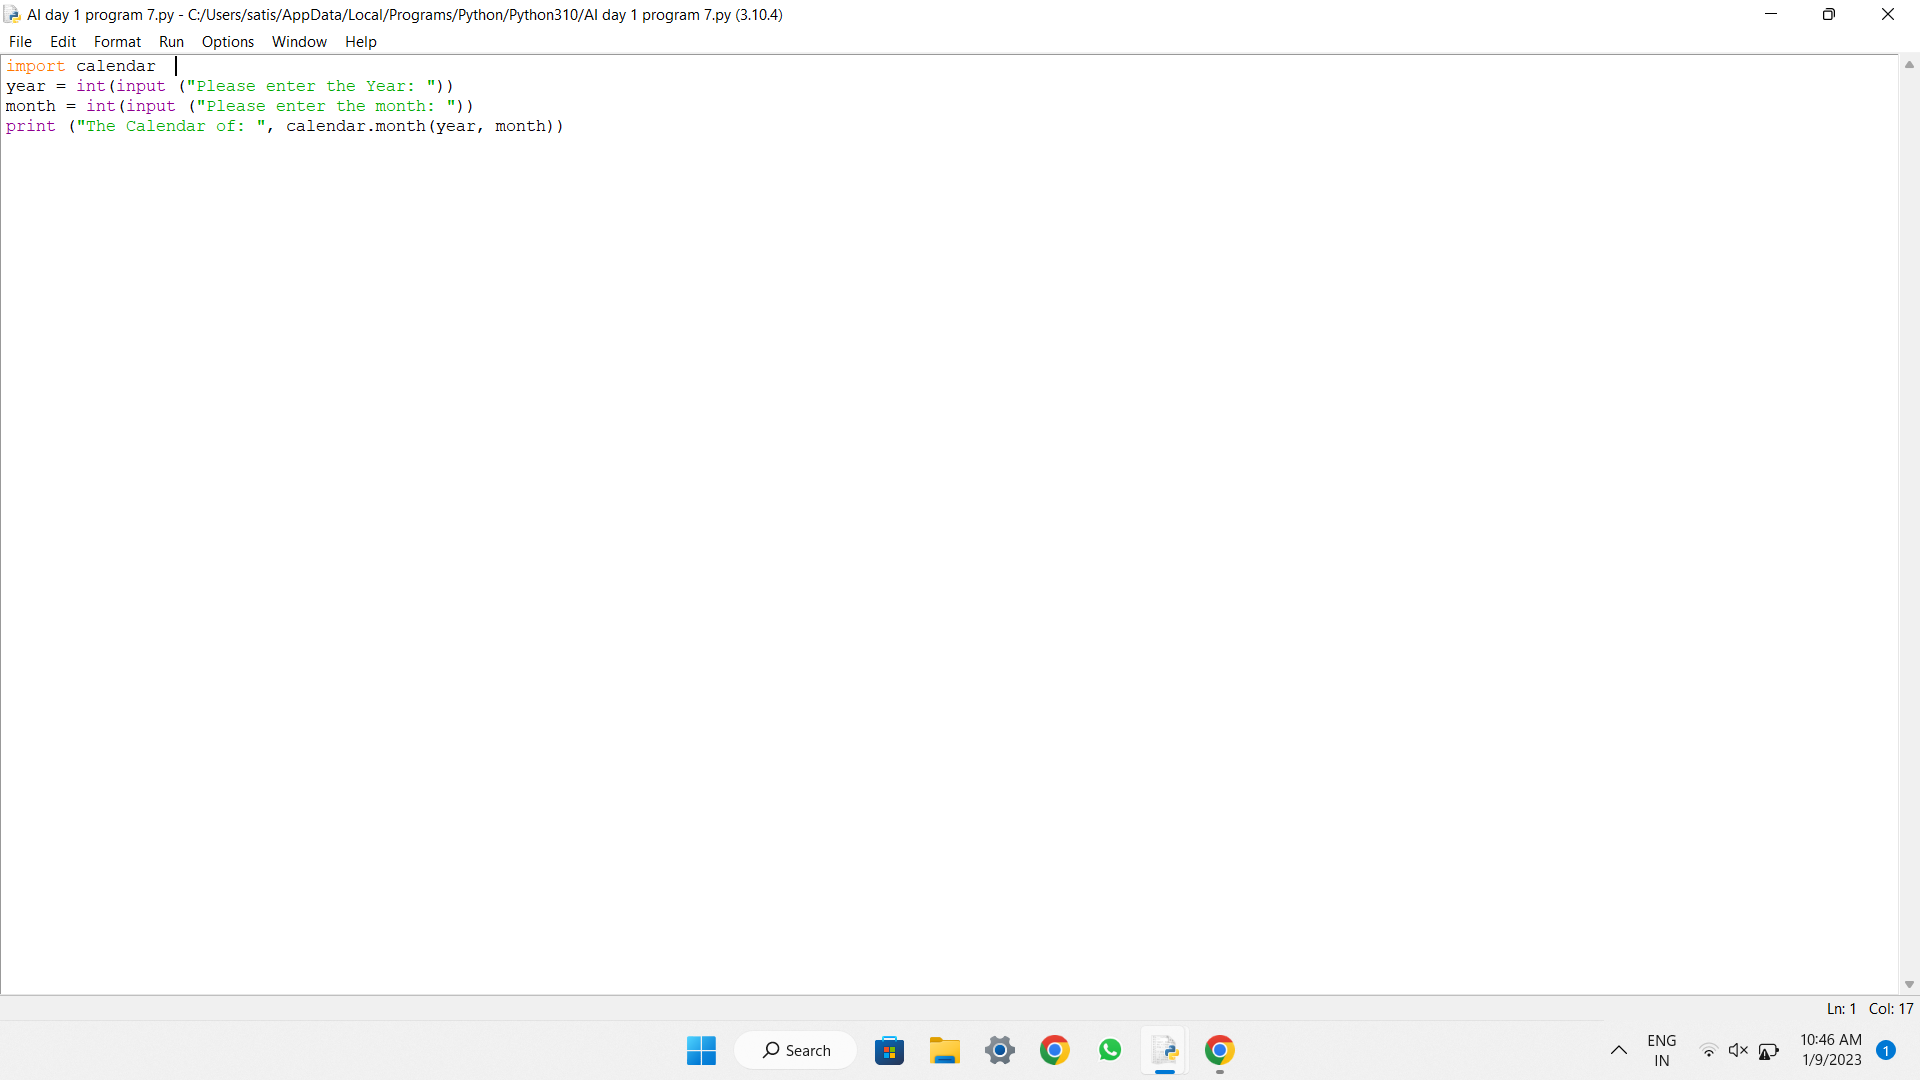 AI day 1 program 7.py - C:/Users/satis/AppData/Local/Programs/Python/Python310/AI day 1 program 7.py (3.10.4)
File Edit Format Run Options Window Help
import calendar
year = int(input ("Please enter the Year: "))
month = int(input ("Please enter the month: "))
print ("The Calendar of: ", calendar.month(year, month))
Ln: 1 Col: 17
Search
ENG
IN
10:46 AM
1/9/2023
1